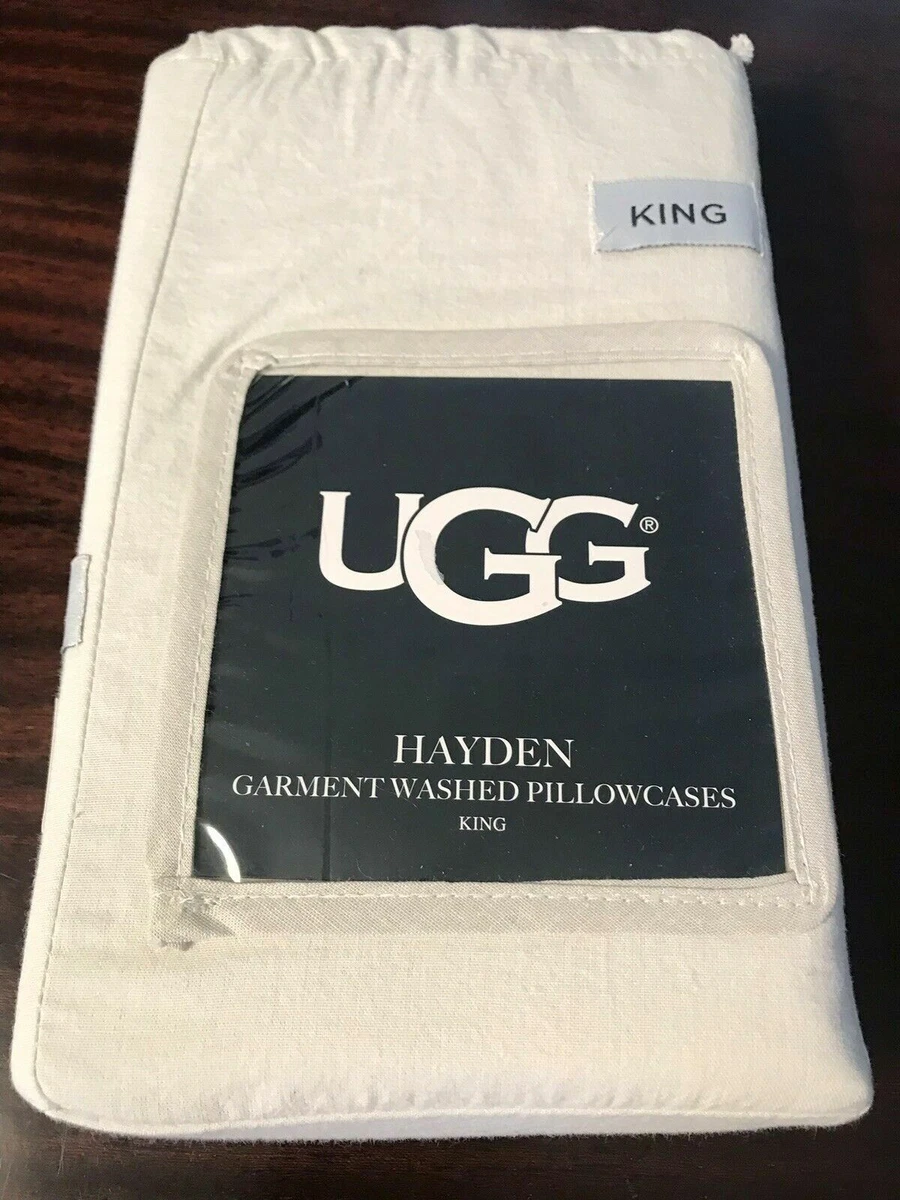 KING
UGG®
HAYDEN
GARMENT WASHED PILLOWCASES
KING